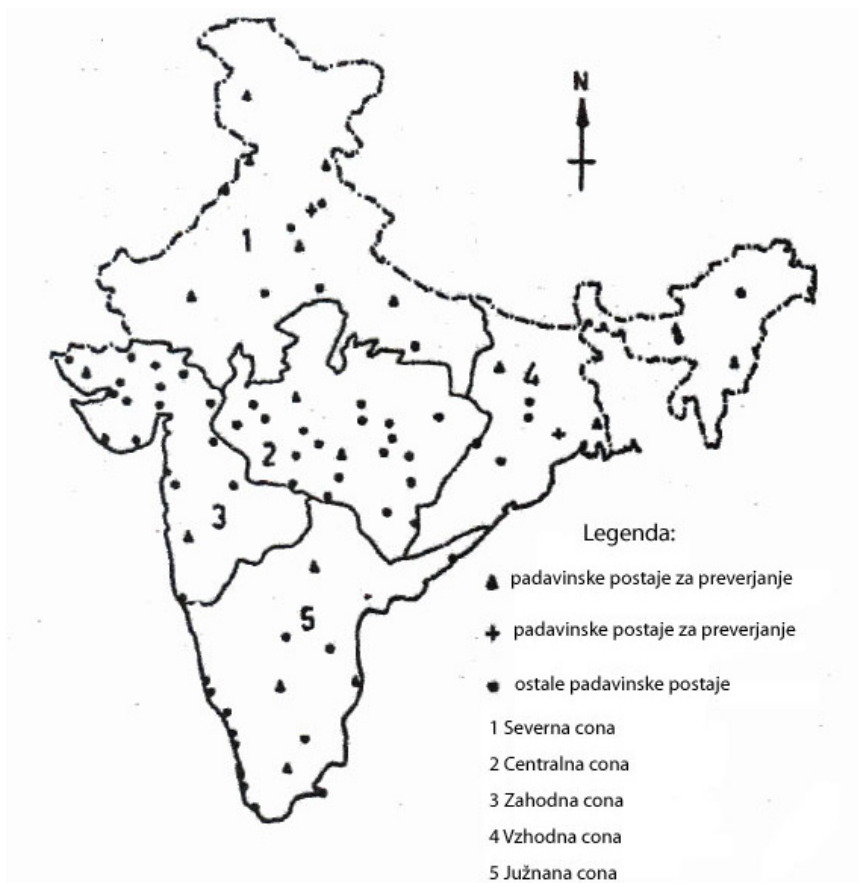 N
1
4
2
3
5
Legenda:
padavinske postaje za preverjanje
padavinske postaje za preverjanje
ostale padavinske postaje
1 Severna cona
2 Centralna cona
3 Zahodna cona
4 Vzhodna cona
5 Južnana cona